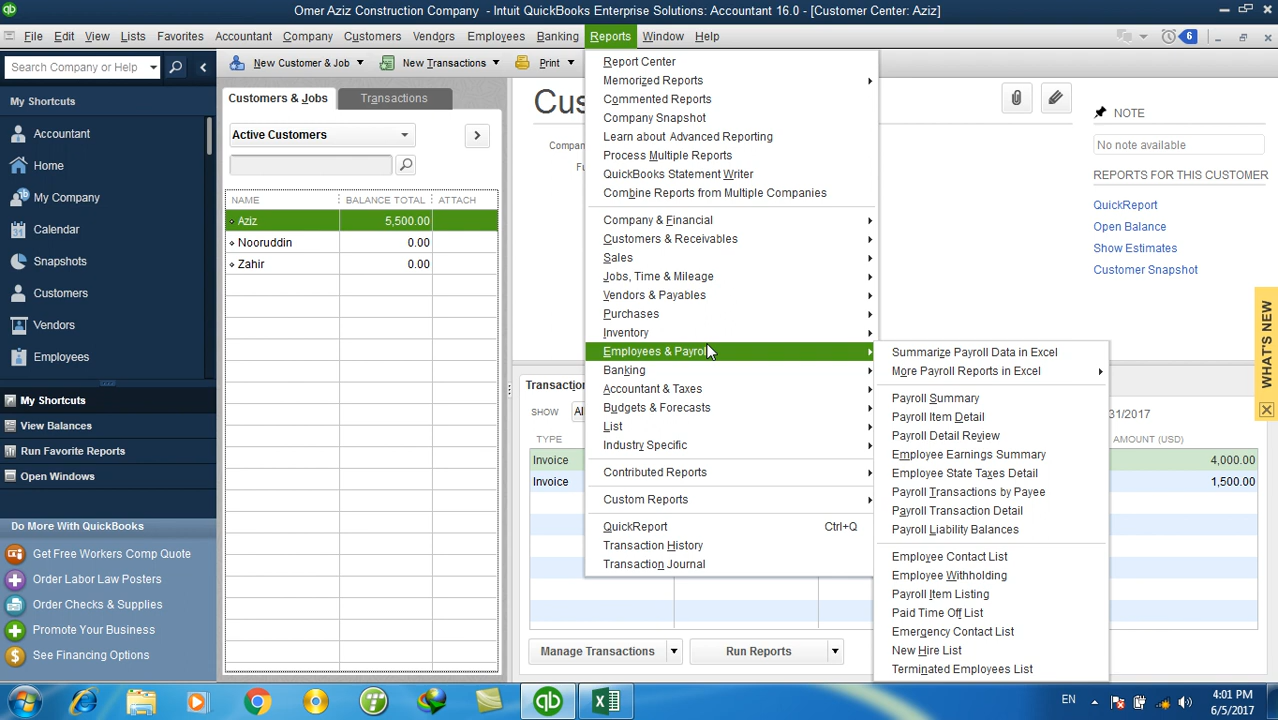 Omer Aziz Construction Company - Intuit QuickBooks Enterprise Solutions: Accountant 16.0 - [Customer Center: Aziz]
File Edit View Lists Favorites Accountant Company Customers Vendors Employees Banking Reports Window Help
6
Search Company or Help
New Customer & Job
New Transactions
Print
My Shortcuts
Accountant
Home
My Company
Calendar
Snapshots
Customers
Vendors
Employees
My Shortcuts
View Balances
Run Favorite Reports
Open Windows
Do More With QuickBooks
Get Free Workers Comp Quote
Order Labor Law Posters
Order Checks & Supplies
Promote Your Business
See Financing Options
Customers & Jobs
Transactions
Active Customers
NAME BALANCE TOTAL ATTACH
Aziz 5,500.00
Nooruddin 0.00
Zahir 0.00
Report Center
Memorized Reports
Commented Reports
Company Snapshot
Learn about Advanced Reporting
Process Multiple Reports
QuickBooks Statement Writer
Combine Reports from Multiple Companies
Company & Financial
Customers & Receivables
Sales
Jobs, Time & Mileage
Vendors & Payables
Purchases
Inventory
Employees & Payroll
Banking
Accountant & Taxes
Budgets & Forecasts
List
Industry Specific
Contributed Reports
Custom Reports
QuickReport Ctrl+Q
Transaction History
Transaction Journal
Summarize Payroll Data in Excel
More Payroll Reports in Excel
Payroll Summary
Payroll Item Detail
Payroll Detail Review
Employee Earnings Summary
Employee State Taxes Detail
Payroll Transactions by Payee
Payroll Transaction Detail
Payroll Liability Balances
Employee Contact List
Employee Withholding
Payroll Item Listing
Paid Time Off List
Emergency Contact List
New Hire List
Terminated Employees List
Cus
Compan
Fu
NOTE
No note available
REPORTS FOR THIS CUSTOMER
QuickReport
Open Balance
Show Estimates
Customer Snapshot
WHAT'S NEW
Transaction
SHOW Al
31/2017
TYPE
AMOUNT (USD)
Invoice 4,000.00
Invoice 1,500.00
Manage Transactions
Run Reports
EN
4:01 PM
6/5/2017